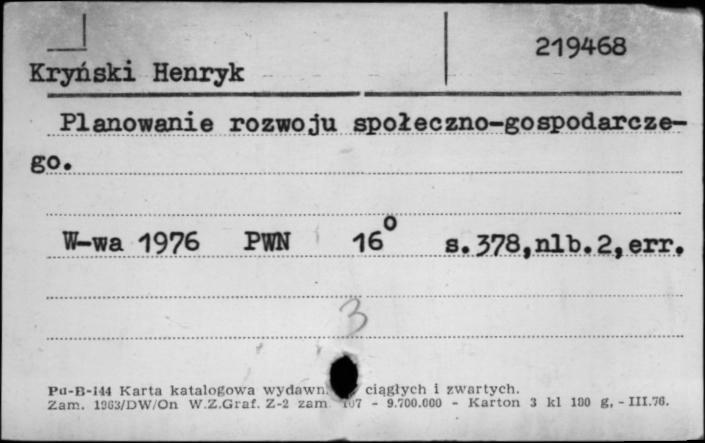 219468
Kryński Henryk
Planowanie rozwoju społeczno-gospodarcze-
go.
W-wa 1976 PWN 16° s.378,nlb.2,err.
3
Pu-B-144 Karta katalogowa wydawn. ciągłych i zwartych.
Zam. 1963/DW/On W.Z.Graf. Z-2 zam 107 - 9.700.000 - Karton 3 kl 180 g, - III.76.